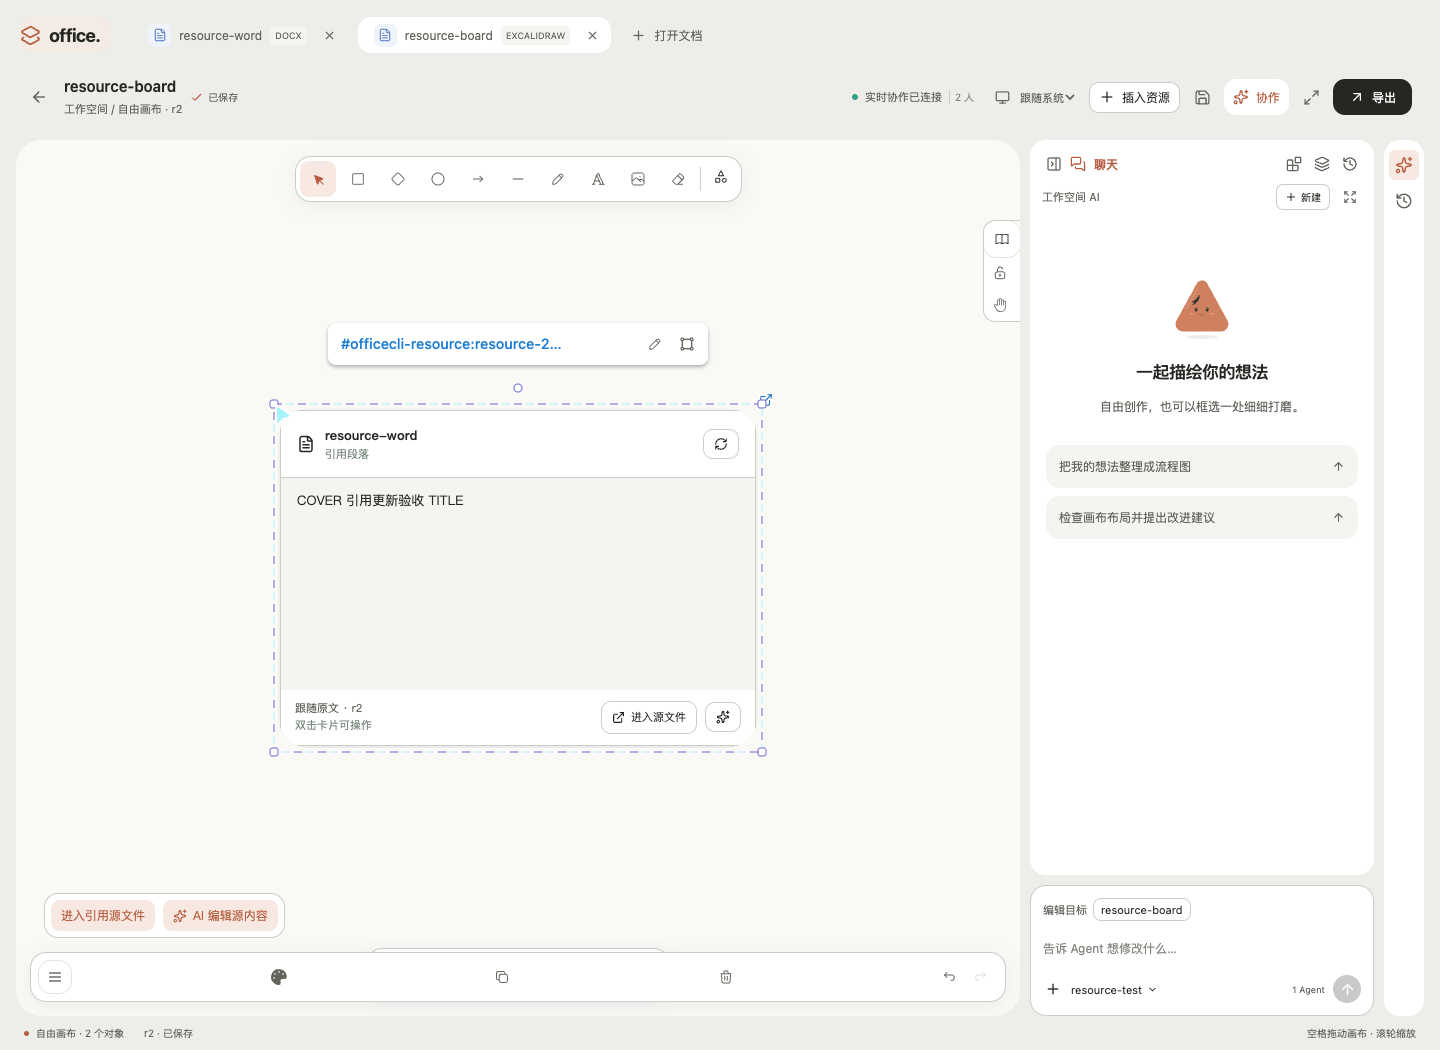 office.
resource-word DOCX
resource-board EXCALIDRAW
打开文档
resource-board
工作空间 / 自由画布 · r2
已保存
实时协作已连接
2 人
跟随系统
插入资源
协作
导出
聊天
工作空间 AI
新建
#officecli-resource:resource-2...
resource-word
引用段落
COVER 引用更新验收 TITLE
跟随原文 · r2
双击卡片可操作
进入源文件
一起描绘你的想法
自由创作，也可以框选一处细细打磨。
把我的想法整理成流程图
检查画布布局并提出改进建议
进入引用源文件
AI 编辑源内容
编辑目标
resource-board
告诉 Agent 想修改什么...
resource-test
1 Agent
自由画布 · 2 个对象
r2 · 已保存
空格拖动画布 · 滚轮缩放